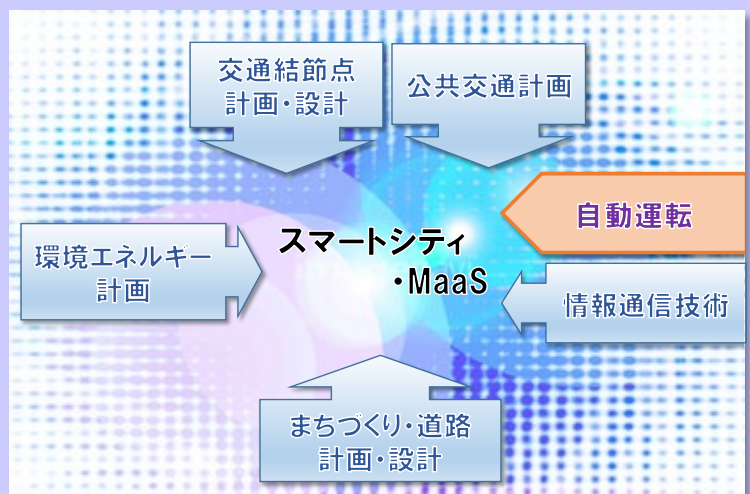 交通結節点
計画・設計
公共交通計画
自動運転
スマートシティ
・MaaS
環境エネルギー
計画
情報通信技術
まちづくり・道路
計画・設計